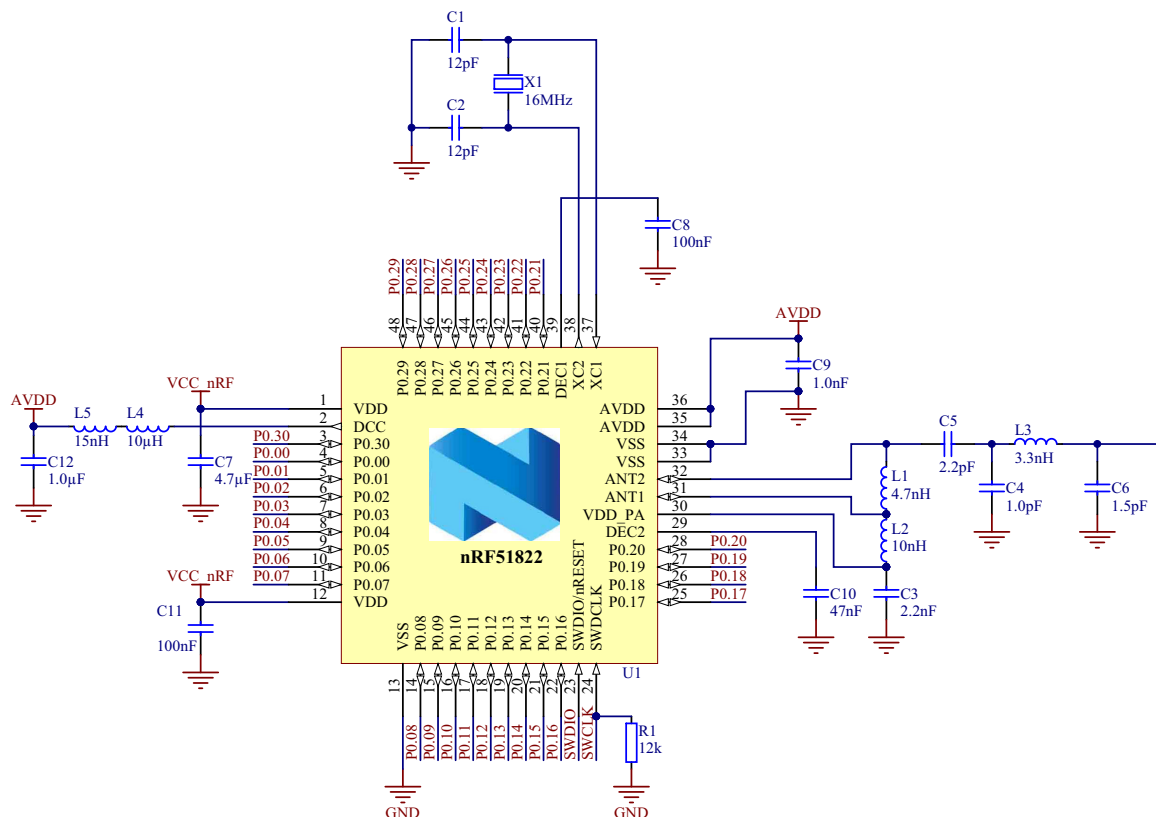 C1
12pF
X1
16MHz
C2
12pF
C8
100nF
P0.29
P0.28
P0.27
P0.26
P0.25
P0.24
P0.23
P0.22
P0.21
48
47
46
45
44
43
42
41
40
39
38
37
P0.29
P0.28
P0.27
P0.26
P0.25
P0.24
P0.23
P0.22
P0.21
DEC1
XC2
XC1
AVDD
C9
1.0nF
VCC_nRF
AVDD
L5
15nH
L4
10µH
C12
1.0µF
C7
4.7µF
1
2
3
4
5
6
7
8
9
10
11
12
P0.30
P0.00
P0.01
P0.02
P0.03
P0.04
P0.05
P0.06
P0.07
VCC_nRF
C11
100nF
VDD
DCC
P0.30
P0.00
P0.01
P0.02
P0.03
P0.04
P0.05
P0.06
P0.07
VDD
nRF51822
AVDD
AVDD
VSS
VSS
ANT2
ANT1
VDD_PA
DEC2
P0.20
P0.19
P0.18
P0.17
36
35
34
33
32
31
30
29
28
27
26
25
P0.20
P0.19
P0.18
P0.17
C5
2.2pF
L3
3.3nH
L1
4.7nH
C4
1.0pF
C6
1.5pF
L2
10nH
C10
47nF
C3
2.2nF
VSS
P0.08
P0.09
P0.10
P0.11
P0.12
P0.13
P0.14
P0.15
P0.16
SWDIO/nRESET
SWDCLK
U1
13
14
15
16
17
18
19
20
21
22
23
24
P0.08
P0.09
P0.10
P0.11
P0.12
P0.13
P0.14
P0.15
P0.16
SWDIO
SWCLK
R1
12k
GND
GND